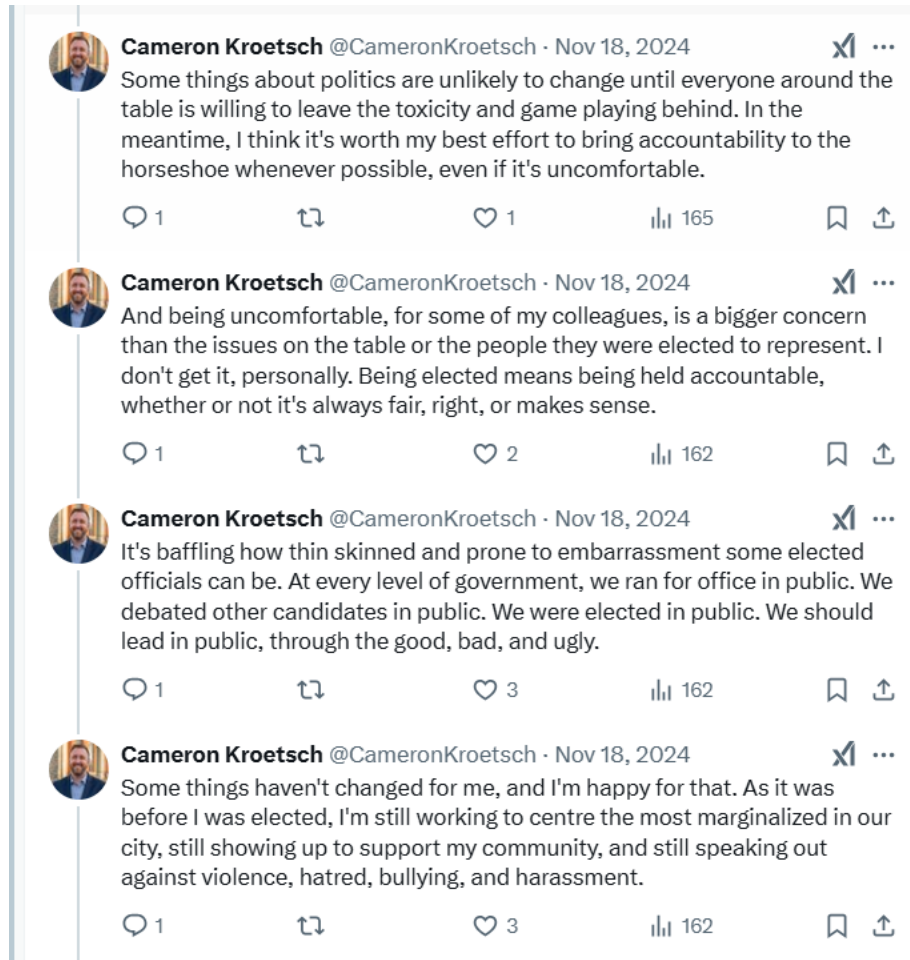 Cameron Kroetsch @CameronKroetsch · Nov 18, 2024
Some things about politics are unlikely to change until everyone around the
table is willing to leave the toxicity and game playing behind. In the
meantime, I think it's worth my best effort to bring accountability to the
horseshoe whenever possible, even if it's uncomfortable.
1 1 165
Cameron Kroetsch @CameronKroetsch · Nov 18, 2024
And being uncomfortable, for some of my colleagues, is a bigger concern
than the issues on the table or the people they were elected to represent. I
don't get it, personally. Being elected means being held accountable,
whether or not it's always fair, right, or makes sense.
1 2 162
Cameron Kroetsch @CameronKroetsch · Nov 18, 2024
It's baffling how thin skinned and prone to embarrassment some elected
officials can be. At every level of government, we ran for office in public. We
debated other candidates in public. We were elected in public. We should
lead in public, through the good, bad, and ugly.
1 3 162
Cameron Kroetsch @CameronKroetsch · Nov 18, 2024
Some things haven't changed for me, and I'm happy for that. As it was
before I was elected, I'm still working to centre the most marginalized in our
city, still showing up to support my community, and still speaking out
against violence, hatred, bullying, and harassment.
1 3 162